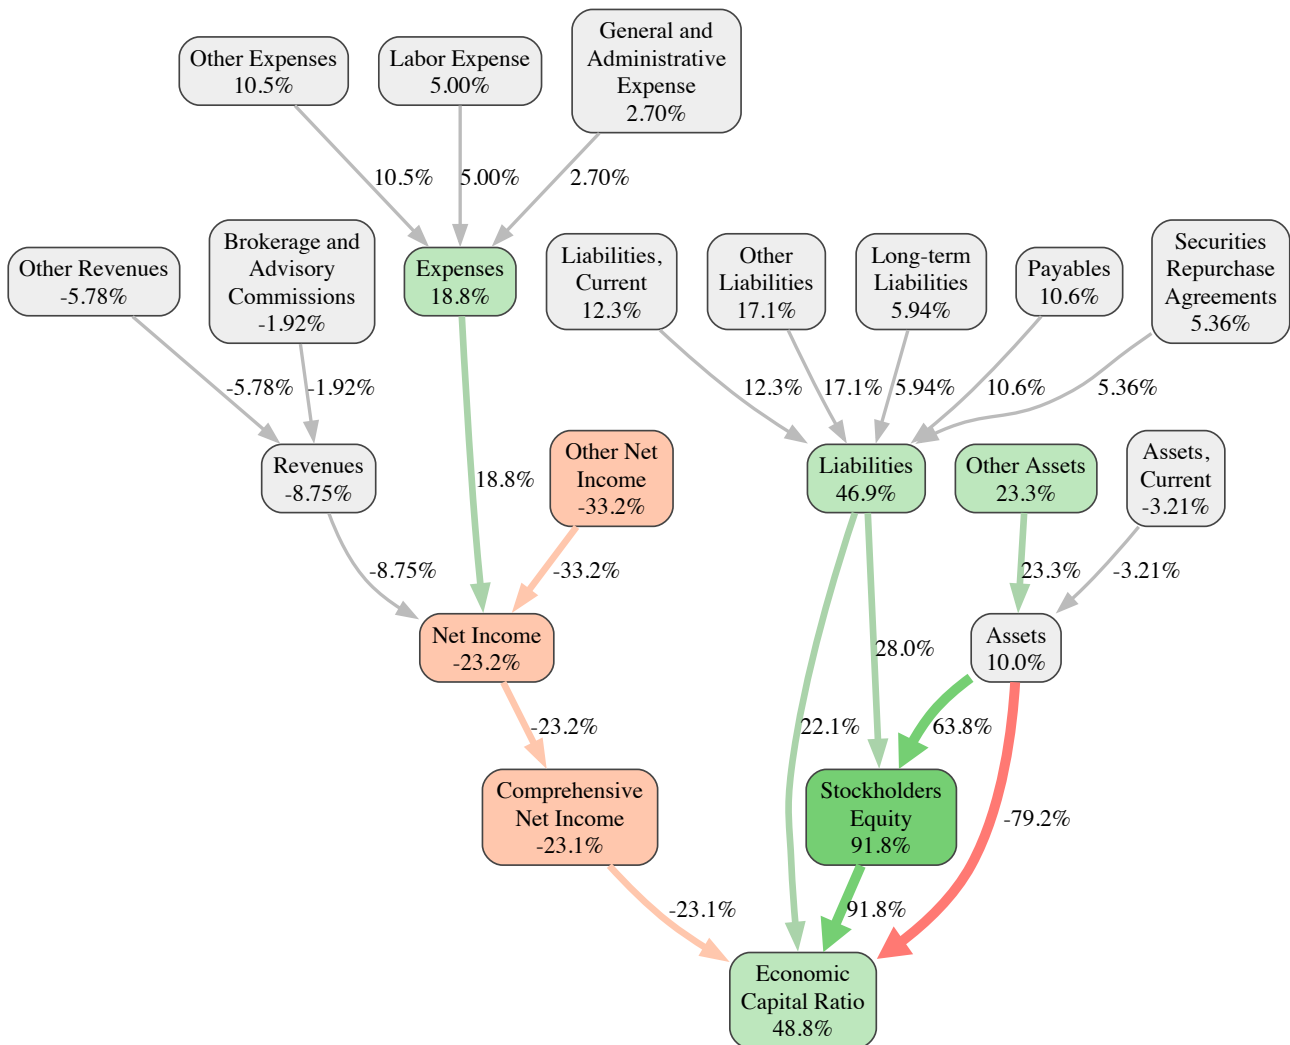 Other Expenses
10.5%
Labor Expense
5.00%
General and
Administrative
Expense
2.70%
10.5%
5.00%
2.70%
Other Revenues
-5.78%
Brokerage and
Advisory
Commissions
-1.92%
Expenses
18.8%
Liabilities,
Current
12.3%
Other
Liabilities
17.1%
Long-term
Liabilities
5.94%
Payables
10.6%
Securities
Repurchase
Agreements
5.36%
-5.78%
-1.92%
12.3%
17.1%
5.94%
10.6%
5.36%
Revenues
-8.75%
18.8%
Other Net
Income
-33.2%
Liabilities
46.9%
Other Assets
23.3%
Assets,
Current
-3.21%
-8.75%
-33.2%
23.3%
-3.21%
Net Income
-23.2%
28.0%
Assets
10.0%
-23.2%
22.1%
63.8%
Comprehensive
Net Income
-23.1%
Stockholders
Equity
91.8%
-79.2%
-23.1%
91.8%
Economic
Capital Ratio
48.8%